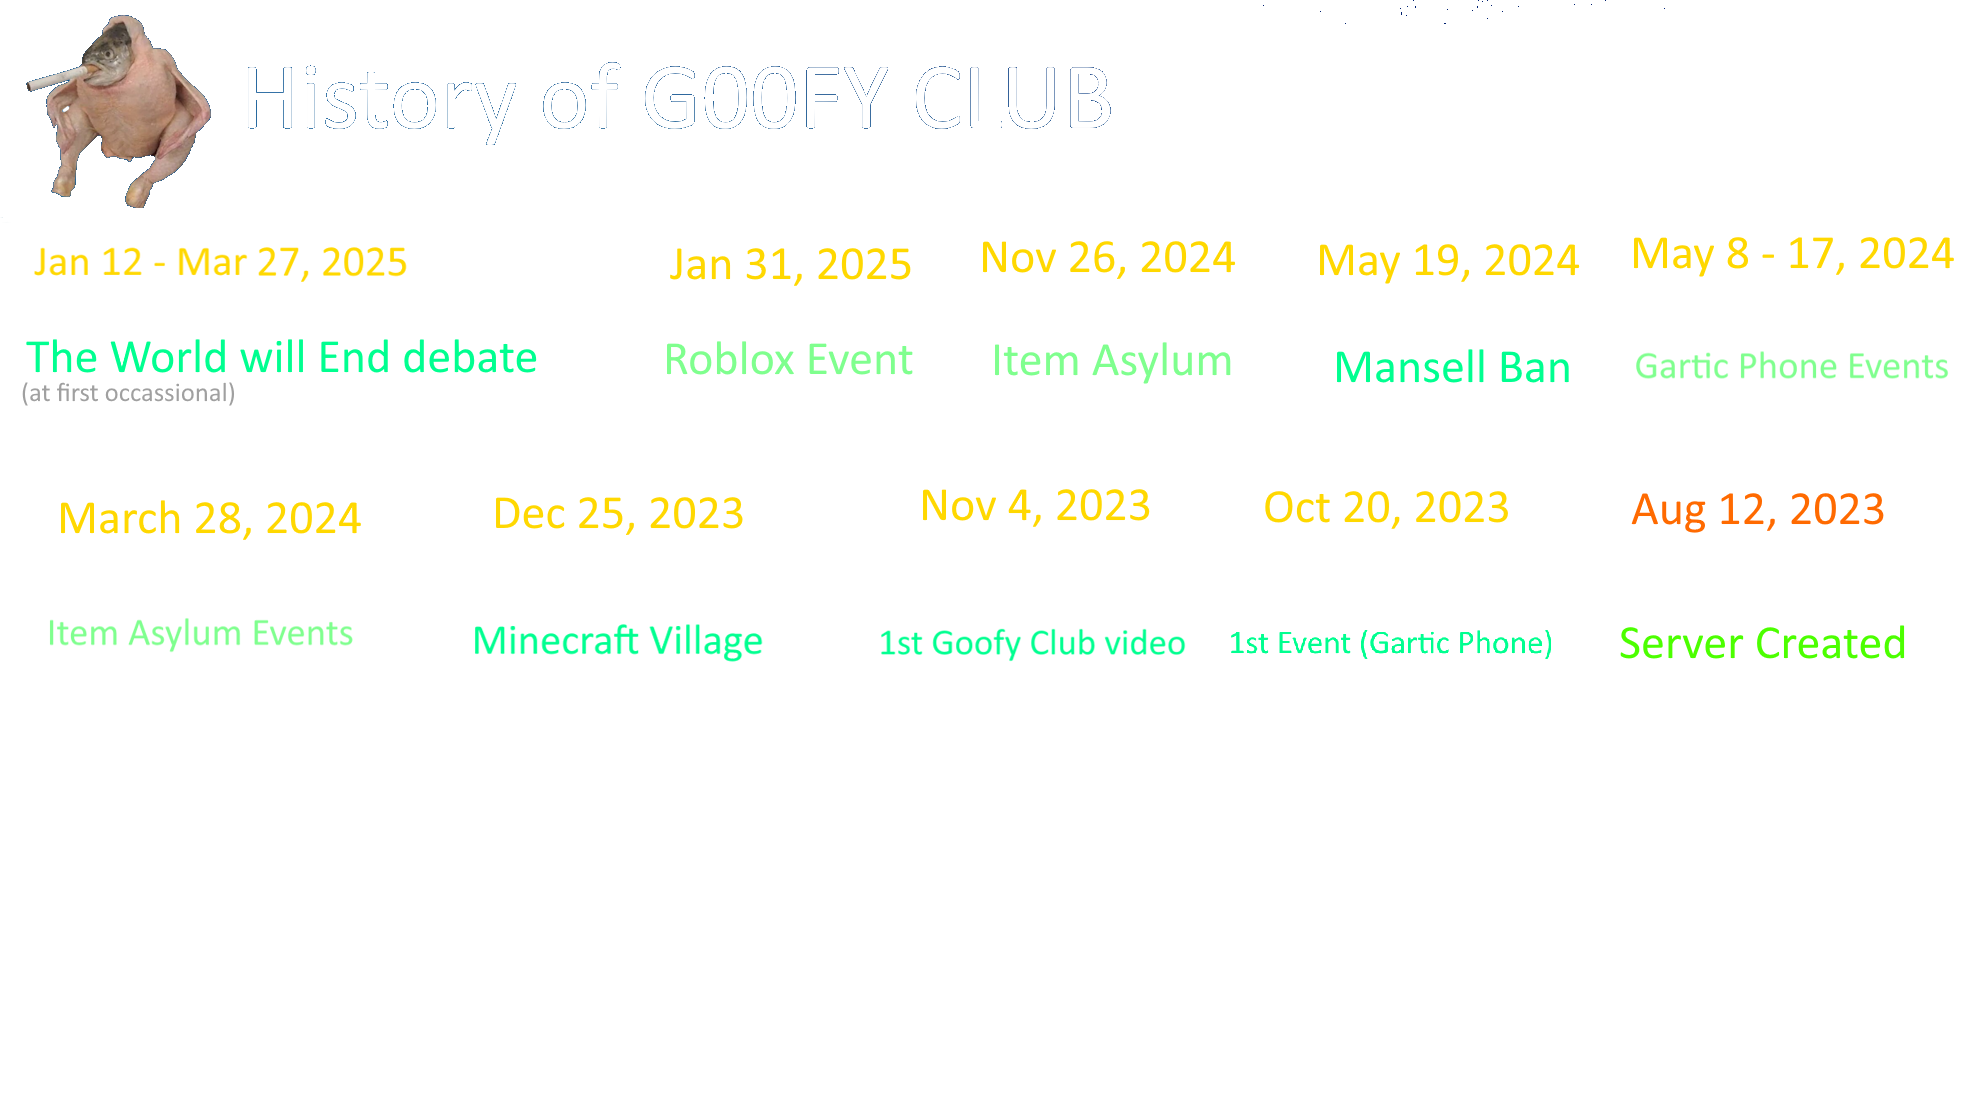 History of G00FY CLUB
Jan 12 - Mar 27, 2025
Jan 31, 2025
Nov 26, 2024
May 19, 2024
May 8 - 17, 2024
The World will End debate
(at first occassional)
Roblox Event
Item Asylum
Mansell Ban
Gartic Phone Events
March 28, 2024
Dec 25, 2023
Nov 4, 2023
Oct 20, 2023
Aug 12, 2023
Item Asylum Events
Minecraft Village
1st Goofy Club video
1st Event (Gartic Phone)
Server Created